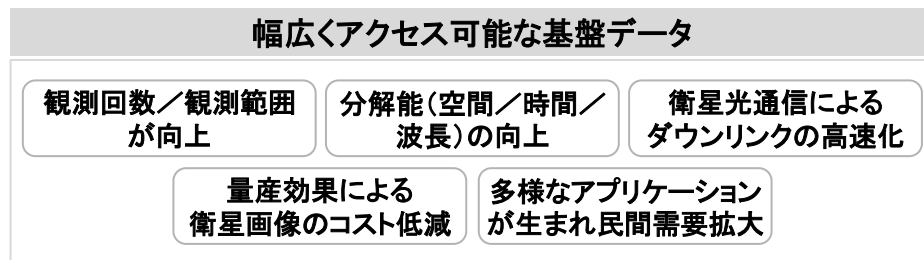 幅広くアクセス可能な基盤データ
観測回数／観測範囲
が向上
分解能（空間／時間／
波長）の向上
衛星光通信による
ダウンリンクの高速化
量産効果による
衛星画像のコスト低減
多様なアプリケーション
が生まれ民間需要拡大